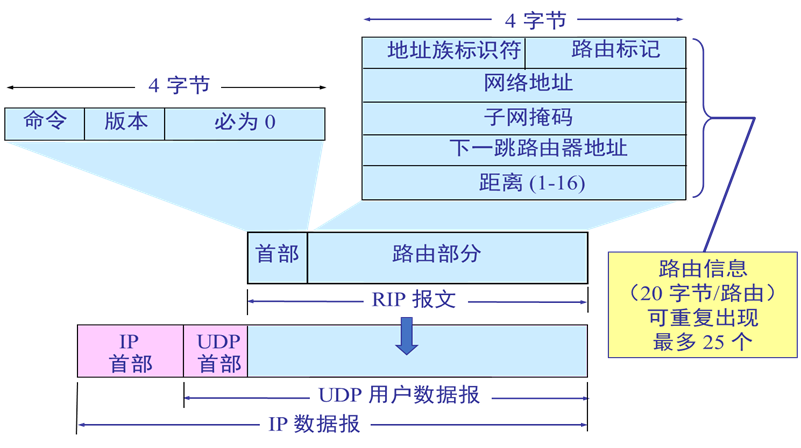 4 字节
地址族标识符
路由标记
网络地址
子网掩码
下一跳路由器地址
距离 (1-16)
4 字节
命令
版本
必为 0
首部
路由部分
RIP 报文
路由信息
（20 字节/路由）
可重复出现
最多 25 个
IP
首部
UDP
首部
UDP 用户数据报
IP 数据报